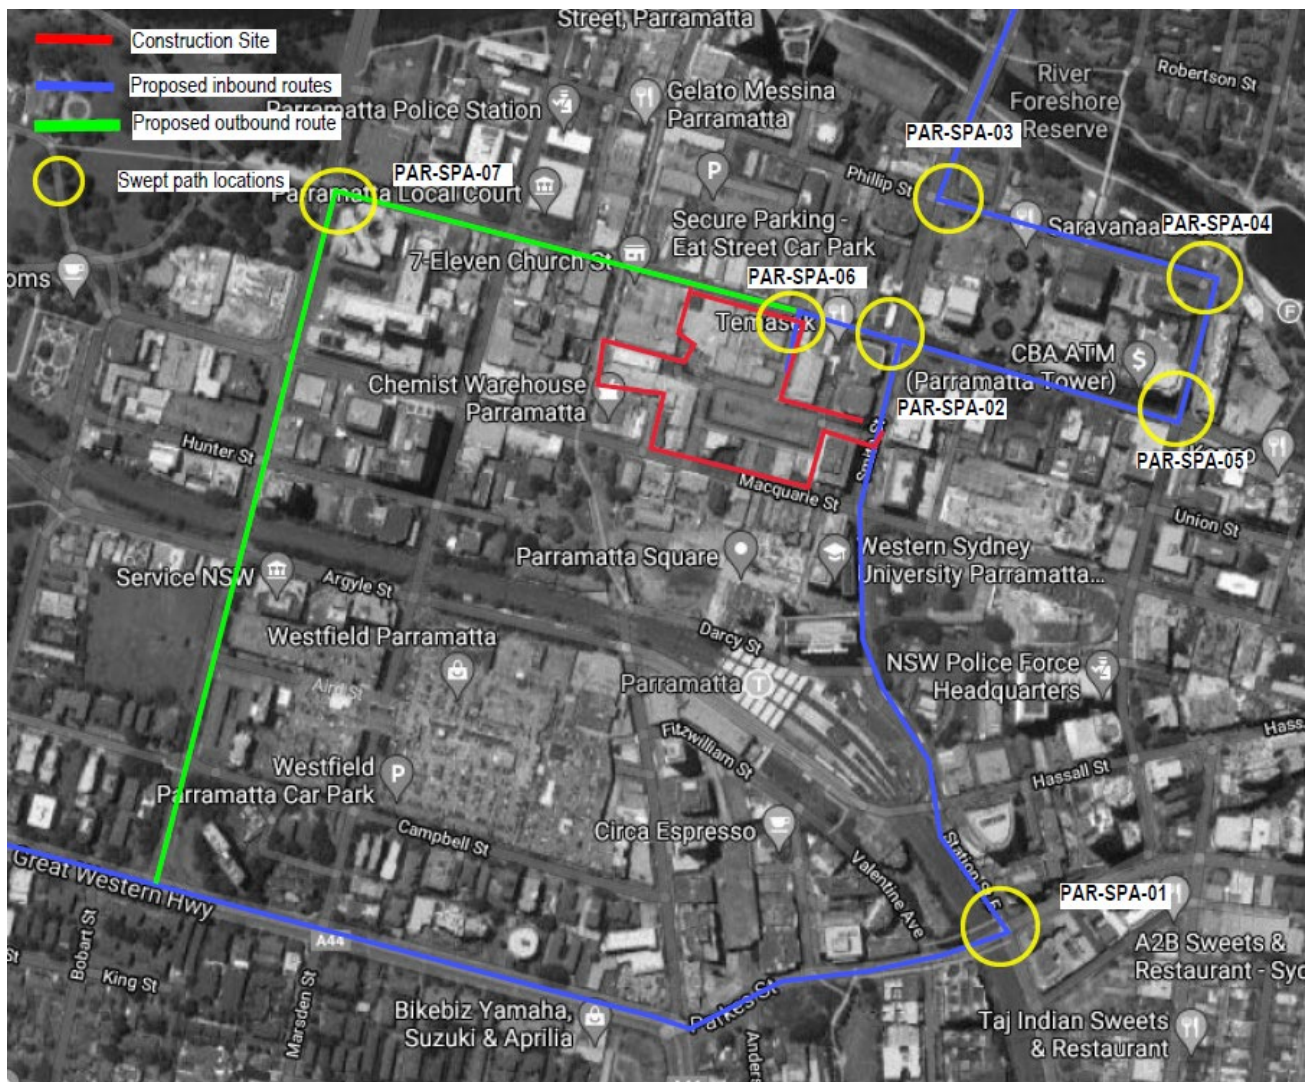 Construction Site
Proposed inbound routes
Proposed outbound route
Swept path locations
Street, Parramatta
Parramatta Police Station
Gelato Messina
Parramatta
River
Foreshore
Reserve
Robertson St
PAR-SPA-03
PAR-SPA-07
Parramatta Local Court
P
Phillip St
Secure Parking -
Eat Street Car Park
Saravanaa
PAR-SPA-04
7-Eleven Church St
PAR-SPA-06
oms
F
Temasek
CBA ATM
(Parramatta Tower)
$
Chemist Warehouse
Parramatta
PAR-SPA-02
PAR-SPA-05
Hunter St
Macquarie St
Union St
Parramatta Square
Western Sydney
University Parramatta...
Service NSW
Argyle St
Darcy St
Westfield Parramatta
NSW Police Force
Headquarters
Parramatta
T
Aird St
Fitzwilliam St
Hass
Hassall St
Westfield
Parramatta Car Park
P
Campbell St
Circa Espresso
Valentine Ave
Station St E
Great Western Hwy
PAR-SPA-01
A44
A2B Sweets &
Restaurant - Syd
St
Bobart St
King St
Marsden St
Bikebiz Yamaha,
Suzuki & Aprilia
Parkes St
Anders
Taj Indian Sweets
& Restaurant